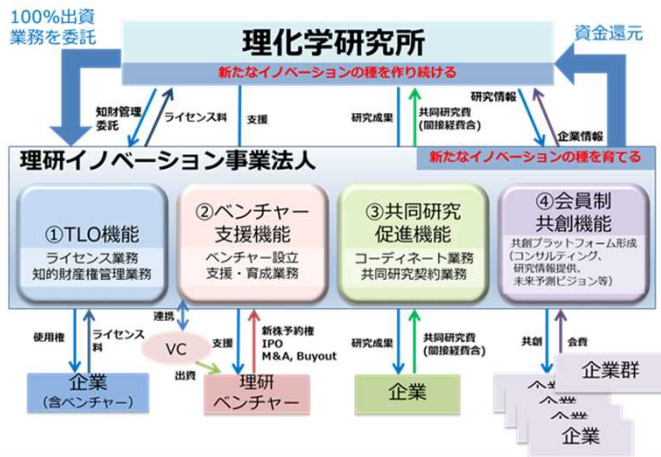 100%出資
業務を委託
理化学研究所
資金還元
新たなイノベーションの種を作り続ける
知財管理
委託
ライセンス料
支援
研究成果
共同研究費
(間接経費含)
研究情報
企業情報
理研イノベーション事業法人
新たなイノベーションの種を育てる
①TLO機能
ライセンス業務
知的財産権管理業務
②ベンチャー
支援機能
ベンチャー設立
支援・育成業務
③共同研究
促進機能
コーディネート業務
共同研究契約業務
④会員制
共創機能
共創プラットフォーム形成
(コンサルティング、
研究情報提供、
未来予測ビジョン等)
使用権
ライセンス
料
連携
VC
出資
支援
新株予約権
IPO
M&A, Buyout
研究成果
共同研究費
(間接経費含)
共創
会費
企業
(含ベンチャー)
理研
ベンチャー
企業
企業群
企業